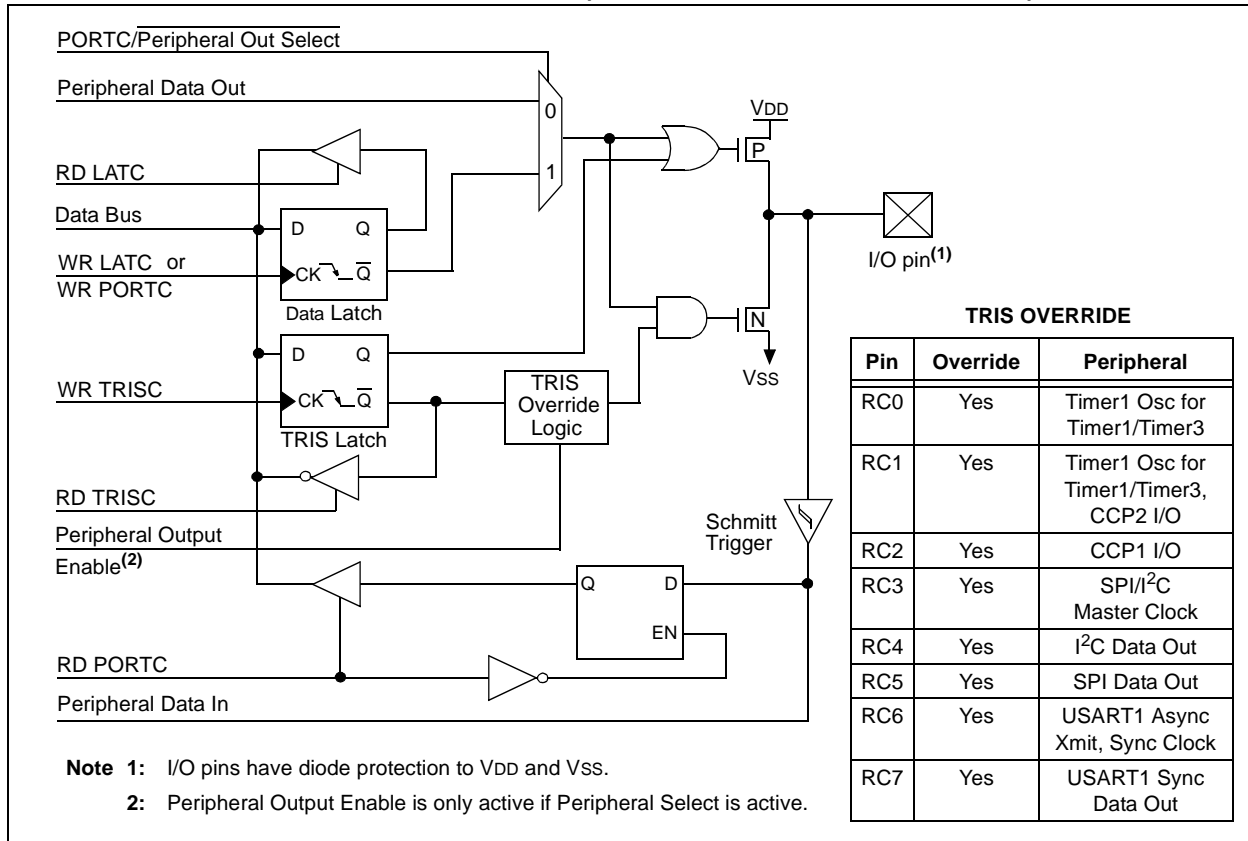 PORTC/Peripheral Out Select
Peripheral Data Out
RD LATC
Data Bus
WR LATC or
WR PORTC
D Q
CK Q
Data Latch
D Q
WR TRISC
CK Q
TRIS Latch
RD TRISC
Peripheral Output
Enable(2)
RD PORTC
Peripheral Data In
0
1
TRIS
Override
Logic
VDD
P
N
VSS
I/O pin(1)
Schmitt
Trigger
Q D
EN
TRIS OVERRIDE
Pin Override Peripheral
RC0 Yes Timer1 Osc for
Timer1/Timer3
RC1 Yes Timer1 Osc for
Timer1/Timer3,
CCP2 I/O
RC2 Yes CCP1 I/O
RC3 Yes SPI/I2C
Master Clock
RC4 Yes I2C Data Out
RC5 Yes SPI Data Out
RC6 Yes USART1 Async
Xmit, Sync Clock
RC7 Yes USART1 Sync
Data Out
Note 1: I/O pins have diode protection to VDD and VSS.
2: Peripheral Output Enable is only active if Peripheral Select is active.